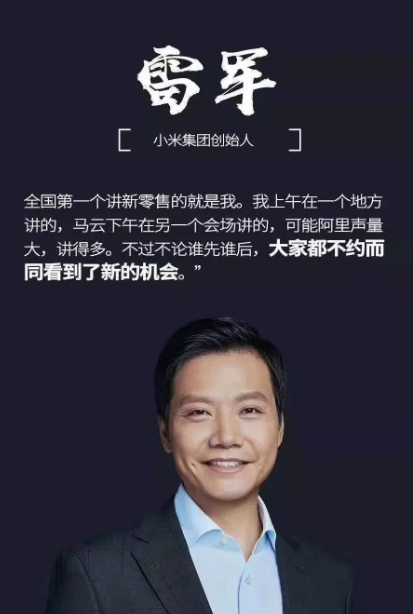 雷军
小米集团创始人
全国第一个讲新零售的就是我。我上午在一个地方
讲的，马云下午在另一个会场讲的，可能阿里声量
大，讲得多。不过不论谁先谁后，大家都不约而
同看到了新的机会。”